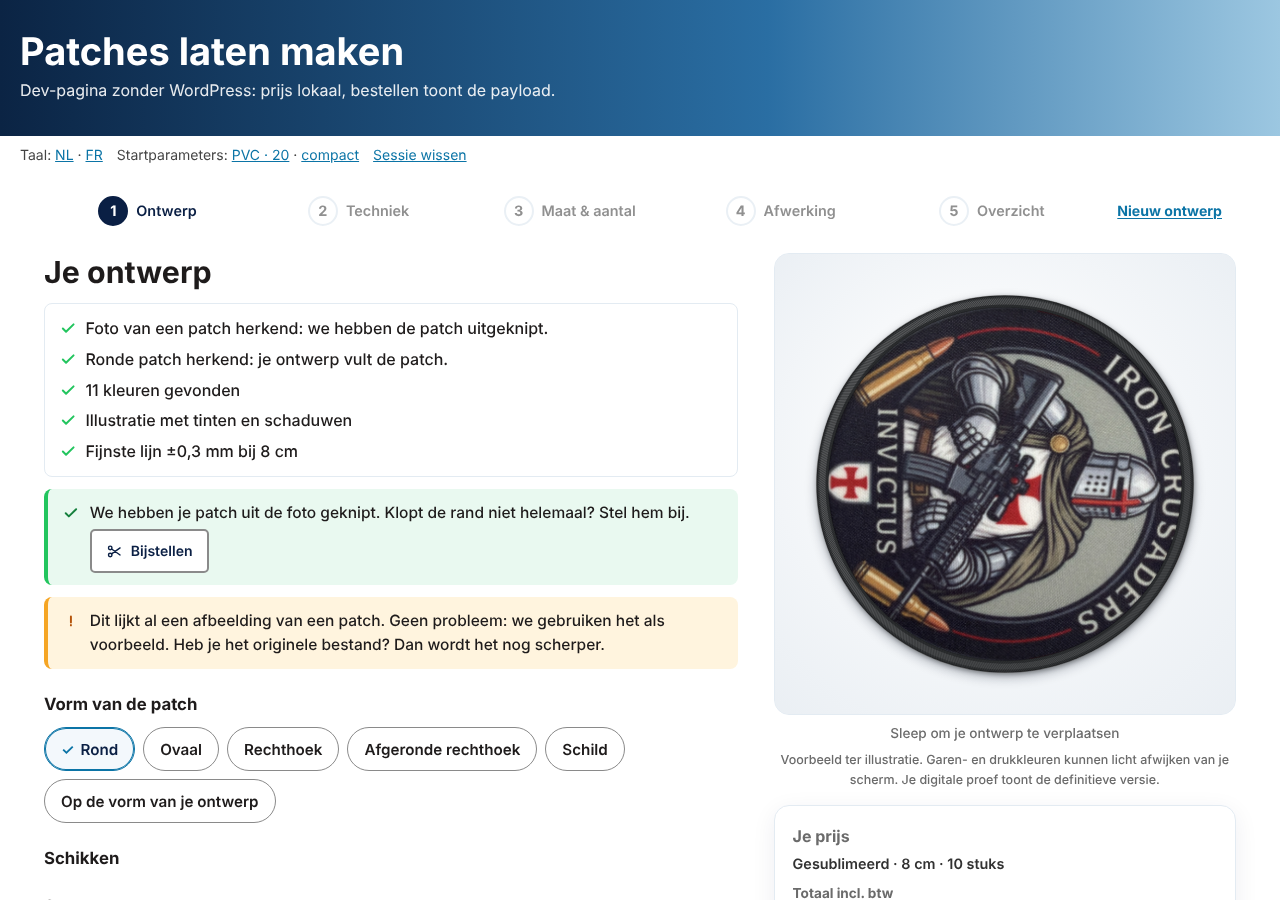 Patches laten maken
Dev-pagina zonder WordPress: prijs lokaal, bestellen toont de payload.
Taal: NL · FR Startparameters: PVC · 20 · compact Sessie wissen
1 Ontwerp
2 Techniek
3 Maat & aantal
4 Afwerking
5 Overzicht
Nieuw ontwerp
Je ontwerp
Foto van een patch herkend: we hebben de patch uitgeknipt.
Ronde patch herkend: je ontwerp vult de patch.
11 kleuren gevonden
Illustratie met tinten en schaduwen
Fijnste lijn ±0,3 mm bij 8 cm
We hebben je patch uit de foto geknipt. Klopt de rand niet helemaal? Stel hem bij.
Bijstellen
! Dit lijkt al een afbeelding van een patch. Geen probleem: we gebruiken het als
voorbeeld. Heb je het originele bestand? Dan wordt het nog scherper.
Vorm van de patch
Rond
Ovaal
Rechthoek
Afgeronde rechthoek
Schild
Op de vorm van je ontwerp
Schikken
IRON CRUSADERS
INVICTUS
Sleep om je ontwerp te verplaatsen
Voorbeeld ter illustratie. Garen- en drukkleuren kunnen licht afwijken van je
scherm. Je digitale proef toont de definitieve versie.
Je prijs
Gesublimeerd · 8 cm · 10 stuks
Totaal incl. btw